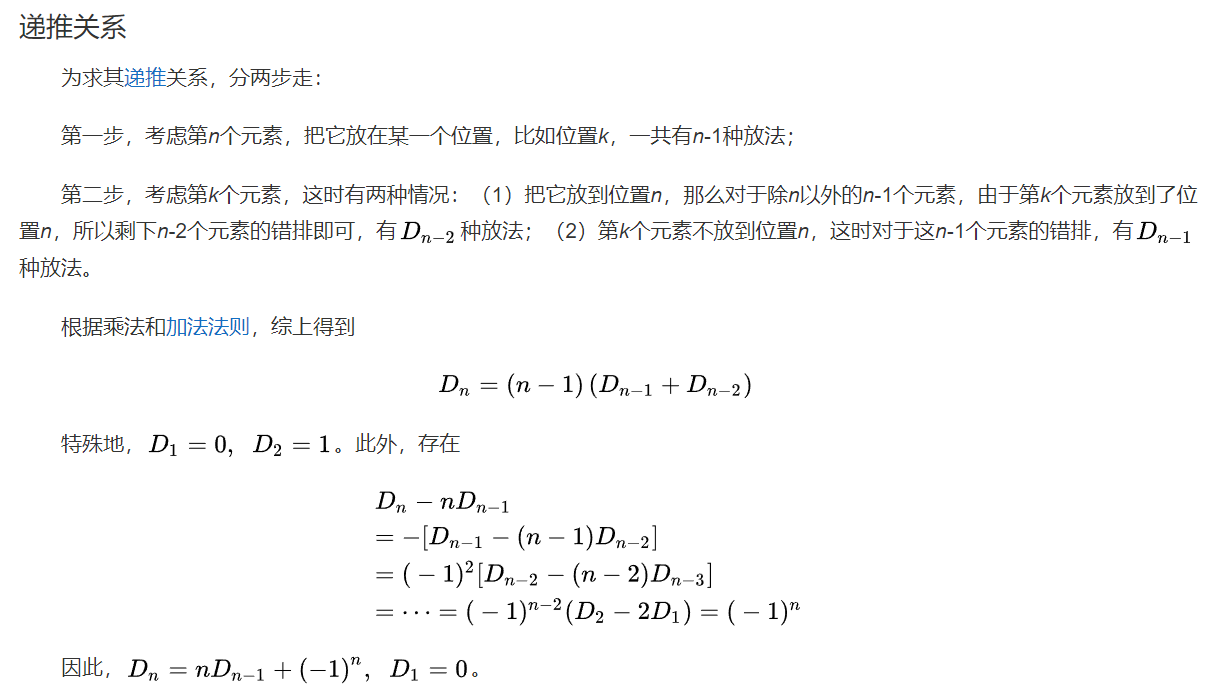 递推关系
为求其递推关系，分两步走：
第一步，考虑第n个元素，把它放在某一个位置，比如位置k，一共有n-1种放法；
第二步，考虑第k个元素，这时有两种情况：（1）把它放到位置n，那么对于除n以外的n-1个元素，由于第k个元素放到了位
置n，所以剩下n-2个元素的错排即可，有 D_{n-2} 种放法；（2）第k个元素不放到位置n，这时对于这n-1个元素的错排，有 D_{n-1}
种放法。
根据乘法和加法法则，综上得到
D_n = (n - 1) (D_{n-1} + D_{n-2})
特殊地，D_1 = 0, D_2 = 1。此外，存在
D_n - nD_{n-1}
= -[D_{n-1} - (n - 1)D_{n-2}]
= (-1)^2[D_{n-2} - (n - 2)D_{n-3}]
= ⋯ = (-1)^{n-2}(D_2 - 2D_1) = (-1)^n
因此，D_n = nD_{n-1} + (-1)^n, D_1 = 0。